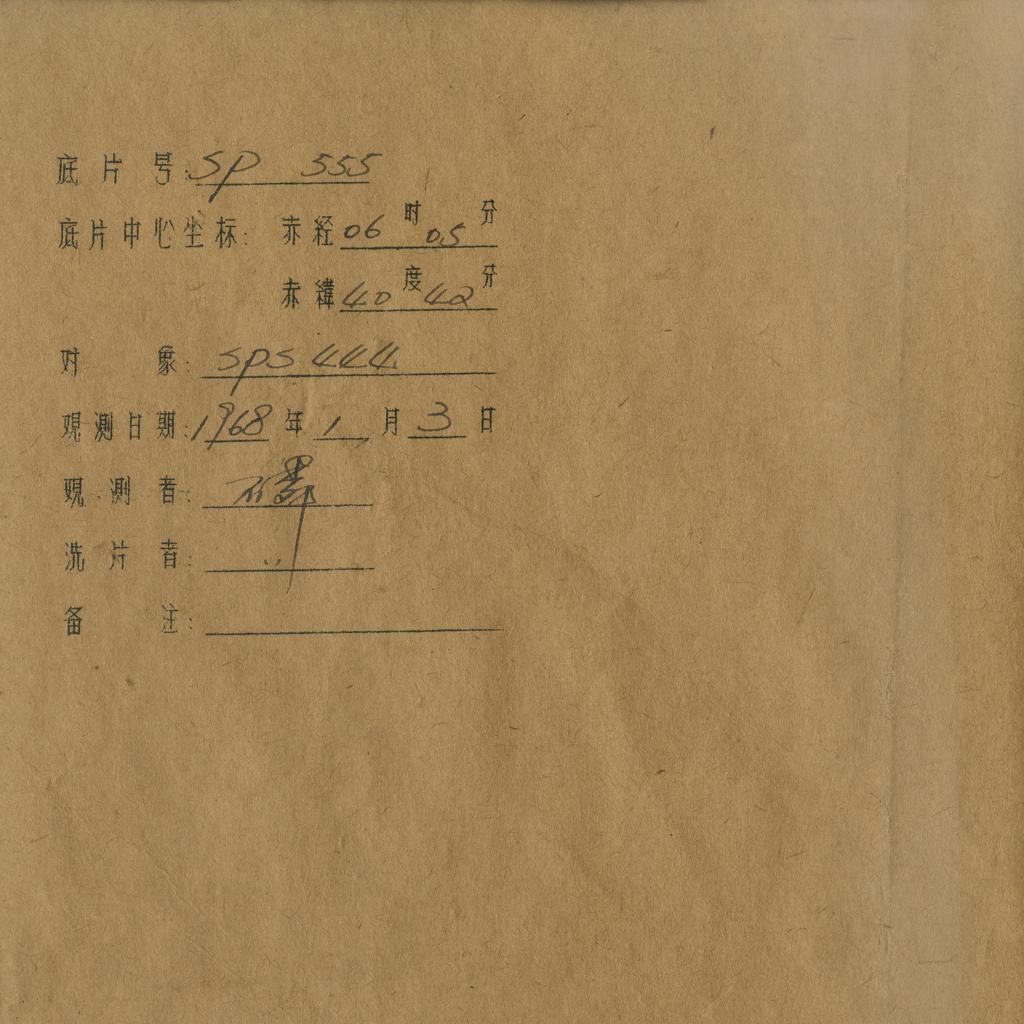 底片号: SP 555
底片中心坐标: 赤经 06 时 05 分
赤緯 40 度 42 分
对象: SPS 444
观测日期: 1968 年 1 月 3 日
观测者:
洗片者:
备注: